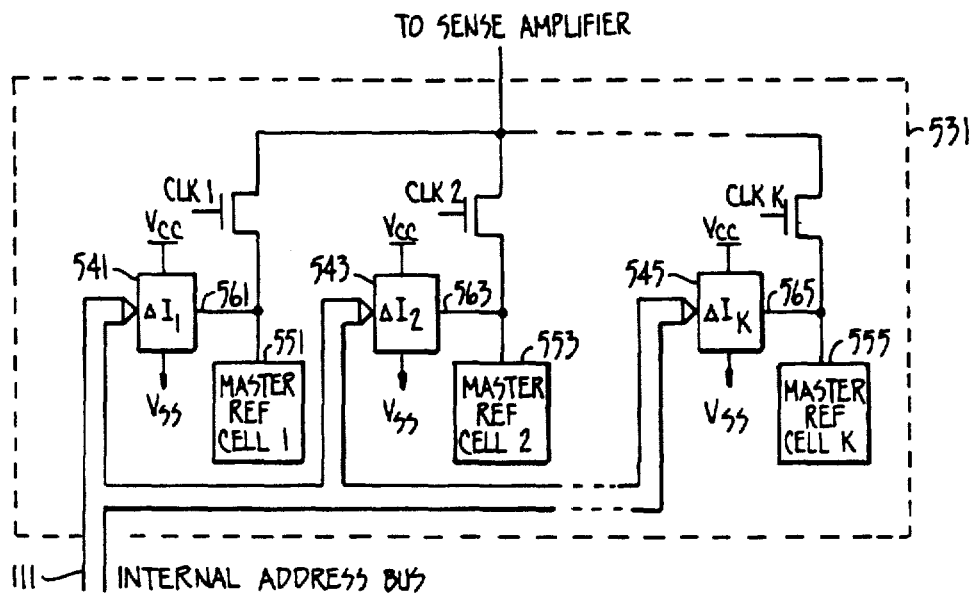 TO SENSE AMPLIFIER
531
CLK 1
CLK 2
CLK K
VCC
VCC
VCC
541
543
545
ΔI1
561
ΔI2
563
ΔIK
565
551
553
555
VSS
VSS
VSS
MASTER
REF
CELL 1
MASTER
REF
CELL 2
MASTER
REF
CELL K
111
INTERNAL ADDRESS BUS